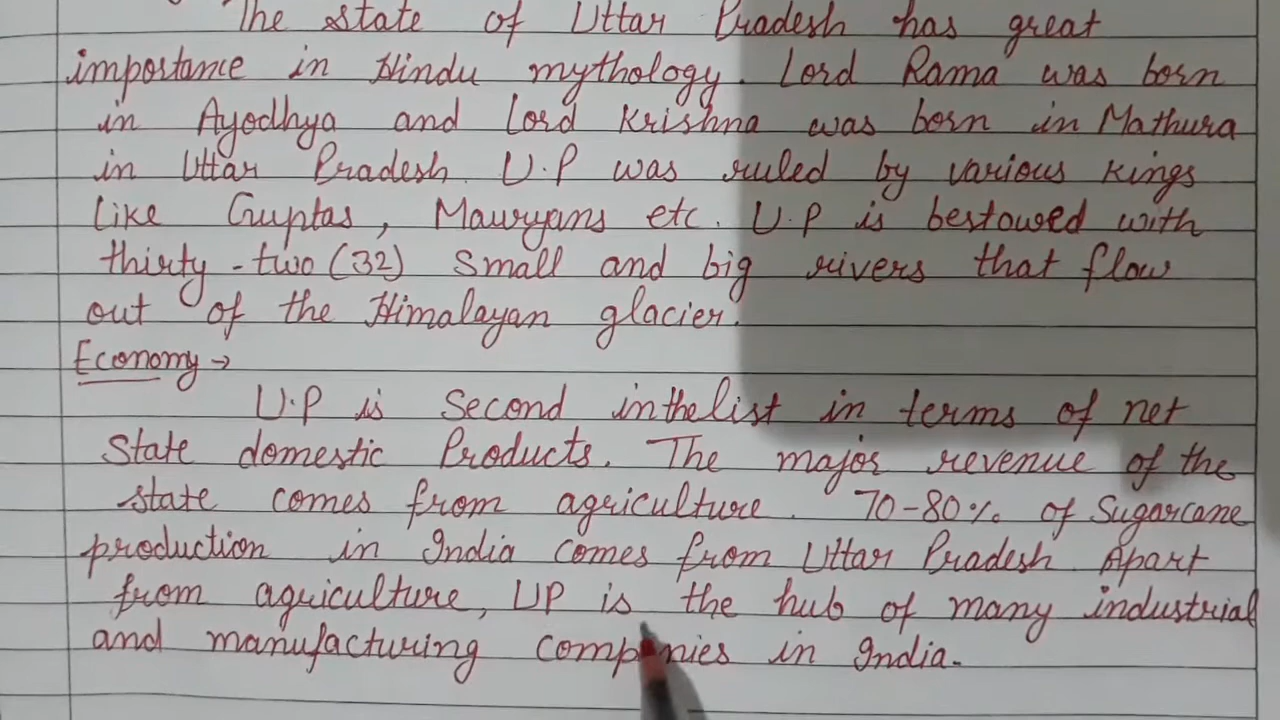 The state of Uttar Pradesh has great
importance in Hindu mythology. Lord Rama was born
in Ayodhya and Lord Krishna was born in Mathura
in Uttar Pradesh. U.P was ruled by various kings
like Guptas, Mauryans etc. U.P is bestowed with
thirty-two (32) small and big rivers that flow
out of the Himalayan glacier.
Economy →
U.P is second in the list in terms of net
State domestic Products. The major revenue of the
state comes from agriculture. 70-80% of Sugarcane
production in India comes from Uttar Pradesh Apart
from agriculture, UP is the hub of many industrial
and manufacturing companies in India.